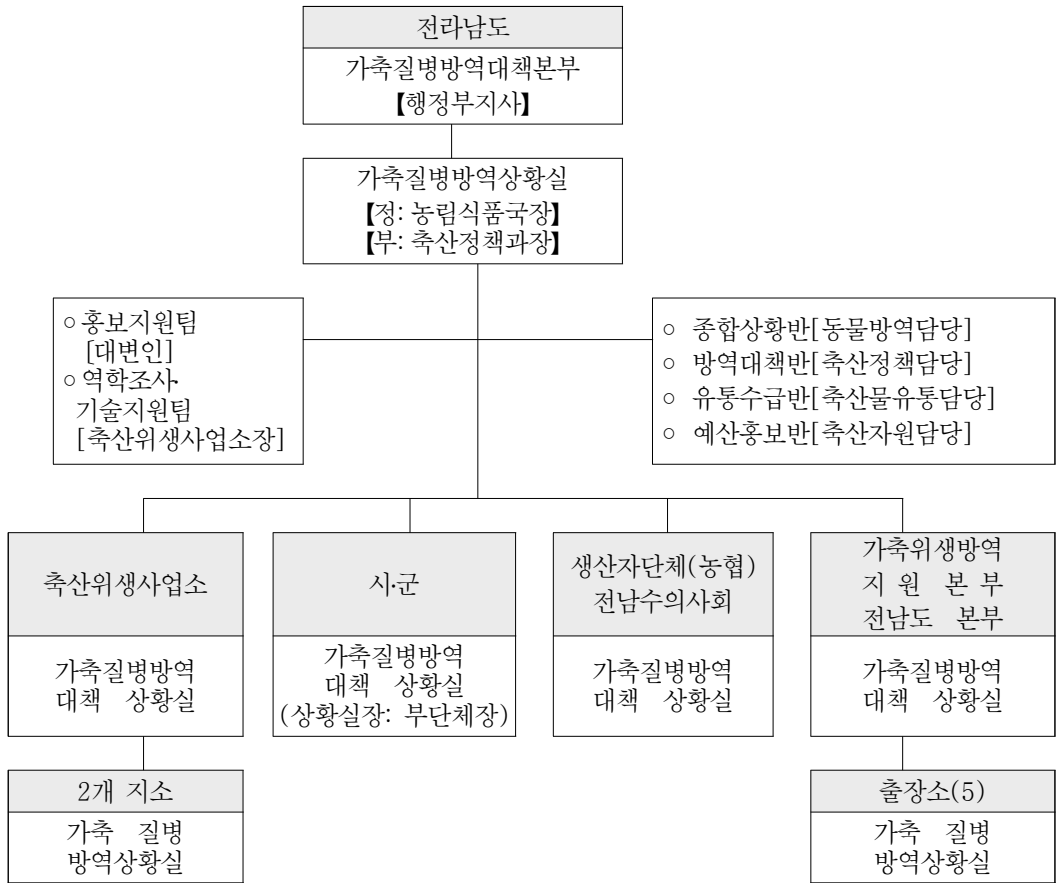 전라남도
가축질병방역대책본부
【행정부지사】
가축질병방역상황실
【정: 농림식품국장】
【부: 축산정책과장】
○ 홍보지원팀
[대변인]
○ 역학조사·
기술지원팀
[축산위생사업소장]
○ 종합상황반[동물방역담당]
○ 방역대책반[축산정책담당]
○ 유통수급반[축산물유통담당]
○ 예산홍보반[축산자원담당]
축산위생사업소
가축질병방역
대책 상황실
시·군
가축질병방역
대책 상황실
(상황실장: 부단체장)
생산자단체(농협)
전남수의사회
가축질병방역
대책 상황실
가축위생방역
지 원 본 부
전남도 본부
가축질병방역
대책 상황실
2개 지소
가축 질병
방역상황실
출장소(5)
가축 질병
방역상황실